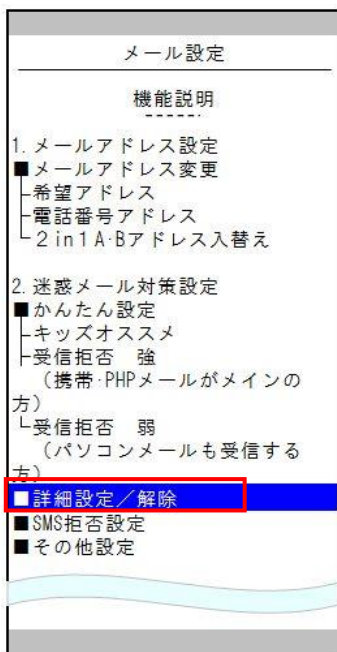 メール設定
機能説明
1.メールアドレス設定
■メールアドレス変更
├希望アドレス
├電話番号アドレス
└2in1A·Bアドレス入替え
2.迷惑メール対策設定
■かんたん設定
├キッズオススメ
├受信拒否 強
(携帯·PHPメールがメインの
方)
└受信拒否 弱
(パソコンメールも受信する
方)
■詳細設定／解除
■SMS拒否設定
■その他設定